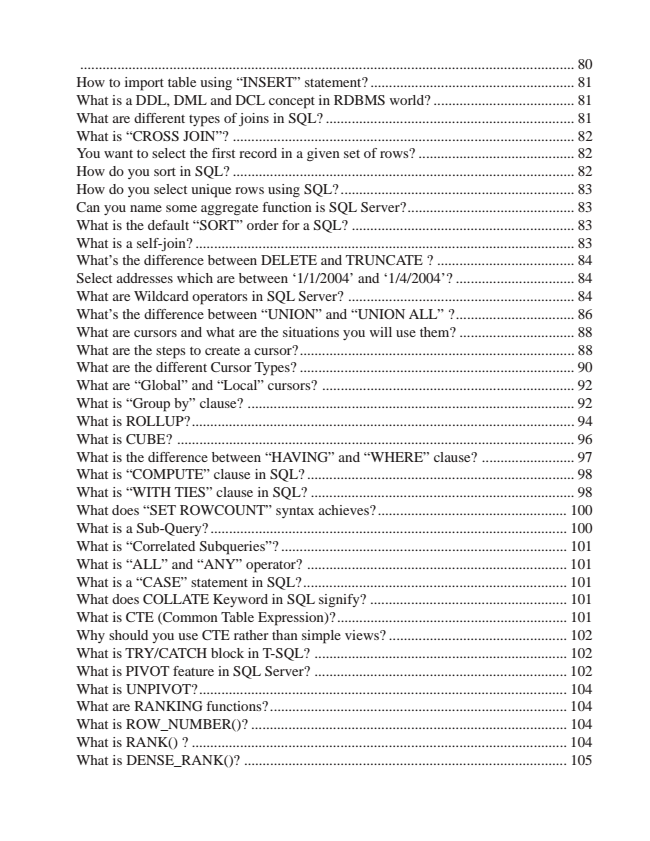 .................................................................................................................................... 80
How to import table using “INSERT” statement? ....................................................... 81
What is a DDL, DML and DCL concept in RDBMS world? ...................................... 81
What are different types of joins in SQL? ................................................................... 81
What is “CROSS JOIN”? ............................................................................................ 82
You want to select the first record in a given set of rows? .......................................... 82
How do you sort in SQL? ............................................................................................ 82
How do you select unique rows using SQL? ............................................................... 83
Can you name some aggregate function is SQL Server? ............................................. 83
What is the default “SORT” order for a SQL? ............................................................ 83
What is a self-join? ...................................................................................................... 83
What’s the difference between DELETE and TRUNCATE ? ..................................... 84
Select addresses which are between ‘1/1/2004’ and ‘1/4/2004’? ................................ 84
What are Wildcard operators in SQL Server? ............................................................. 84
What’s the difference between “UNION” and “UNION ALL” ? ................................ 86
What are cursors and what are the situations you will use them? ............................... 88
What are the steps to create a cursor? .......................................................................... 88
What are the different Cursor Types? .......................................................................... 90
What are “Global” and “Local” cursors? .................................................................... 92
What is “Group by” clause? ........................................................................................ 92
What is ROLLUP? ....................................................................................................... 94
What is CUBE? ........................................................................................................... 96
What is the difference between “HAVING” and “WHERE” clause? ......................... 97
What is “COMPUTE” clause in SQL? ........................................................................ 98
What is “WITH TIES” clause in SQL? ....................................................................... 98
What does “SET ROWCOUNT” syntax achieves? ................................................... 100
What is a Sub-Query? ................................................................................................ 100
What is “Correlated Subqueries”? ............................................................................. 101
What is “ALL” and “ANY” operator? ...................................................................... 101
What is a “CASE” statement in SQL? ....................................................................... 101
What does COLLATE Keyword in SQL signify? ..................................................... 101
What is CTE (Common Table Expression)? .............................................................. 101
Why should you use CTE rather than simple views? ................................................ 102
What is TRY/CATCH block in T-SQL? .................................................................... 102
What is PIVOT feature in SQL Server? .................................................................... 102
What is UNPIVOT? ................................................................................................... 104
What are RANKING functions? ................................................................................ 104
What is ROW_NUMBER()? ..................................................................................... 104
What is RANK() ? ..................................................................................................... 104
What is DENSE_RANK()? ....................................................................................... 105